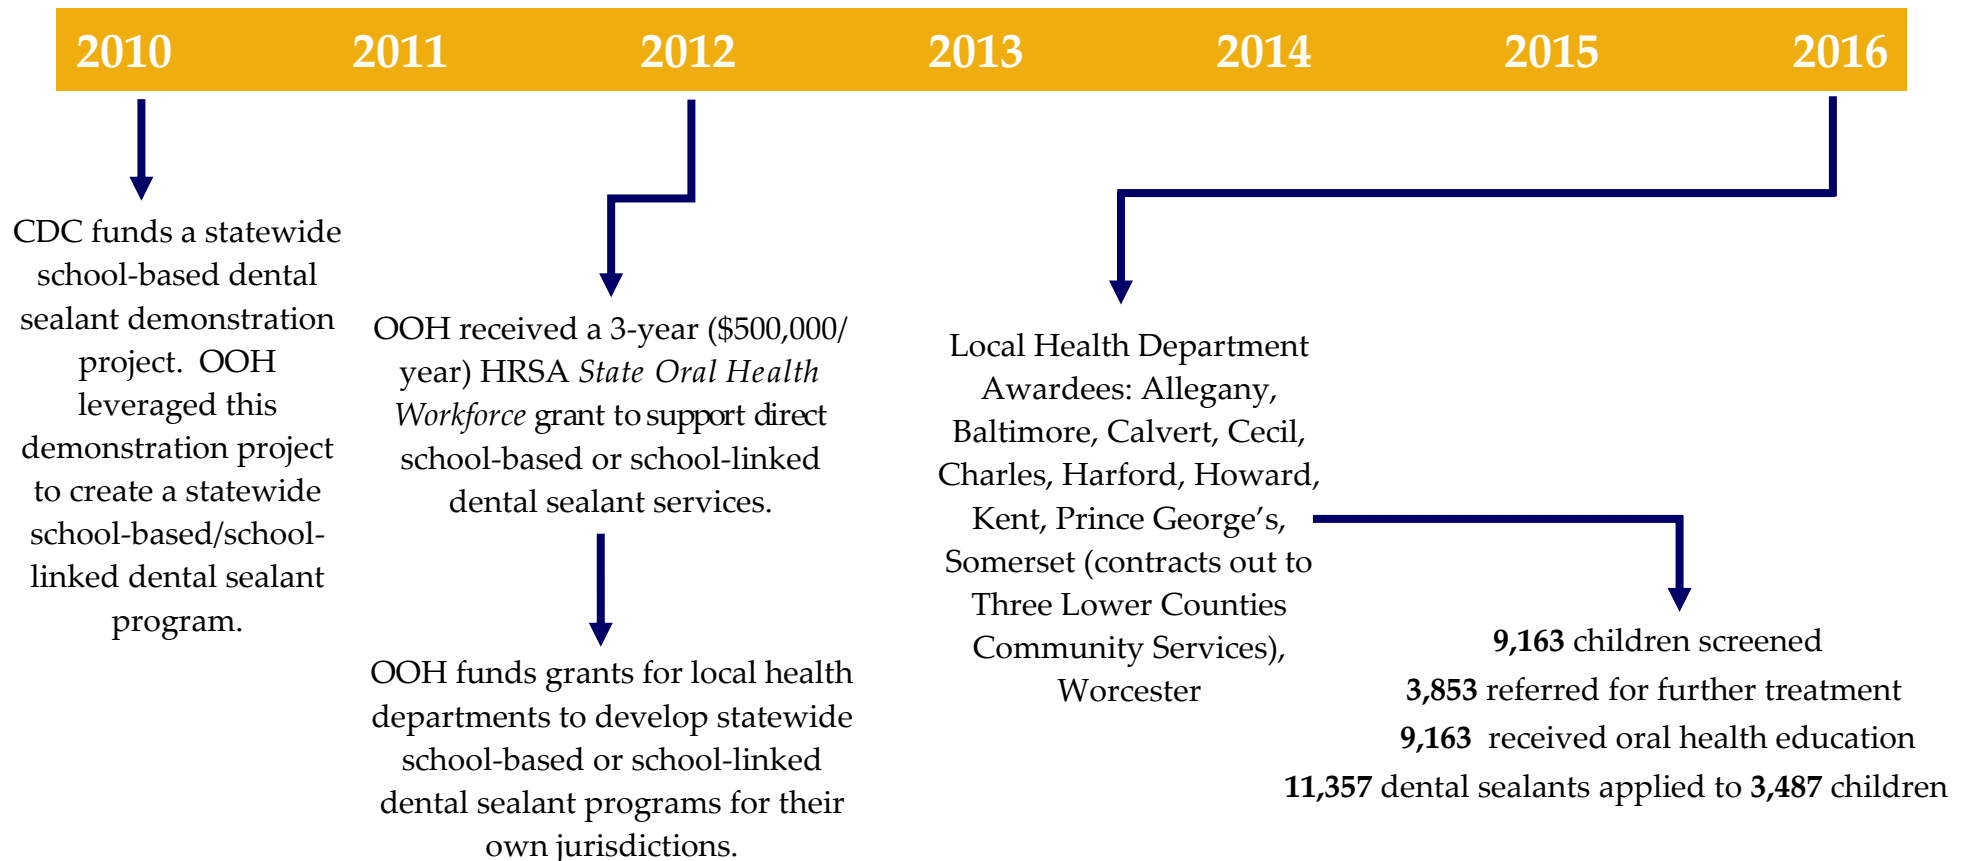 2010 2011 2012 2013 2014 2015 2016
CDC funds a statewide
school-based dental
sealant demonstration
project. OOH
leveraged this
demonstration project
to create a statewide
school-based/school-
linked dental sealant
program.
OOH received a 3-year ($500,000/
year) HRSA State Oral Health
Workforce grant to support direct
school-based or school-linked
dental sealant services.
OOH funds grants for local health
departments to develop statewide
school-based or school-linked
dental sealant programs for their
own jurisdictions.
Local Health Department
Awardees: Allegany,
Baltimore, Calvert, Cecil,
Charles, Harford, Howard,
Kent, Prince George’s,
Somerset (contracts out to
Three Lower Counties
Community Services),
Worcester
9,163 children screened
3,853 referred for further treatment
9,163 received oral health education
11,357 dental sealants applied to 3,487 children